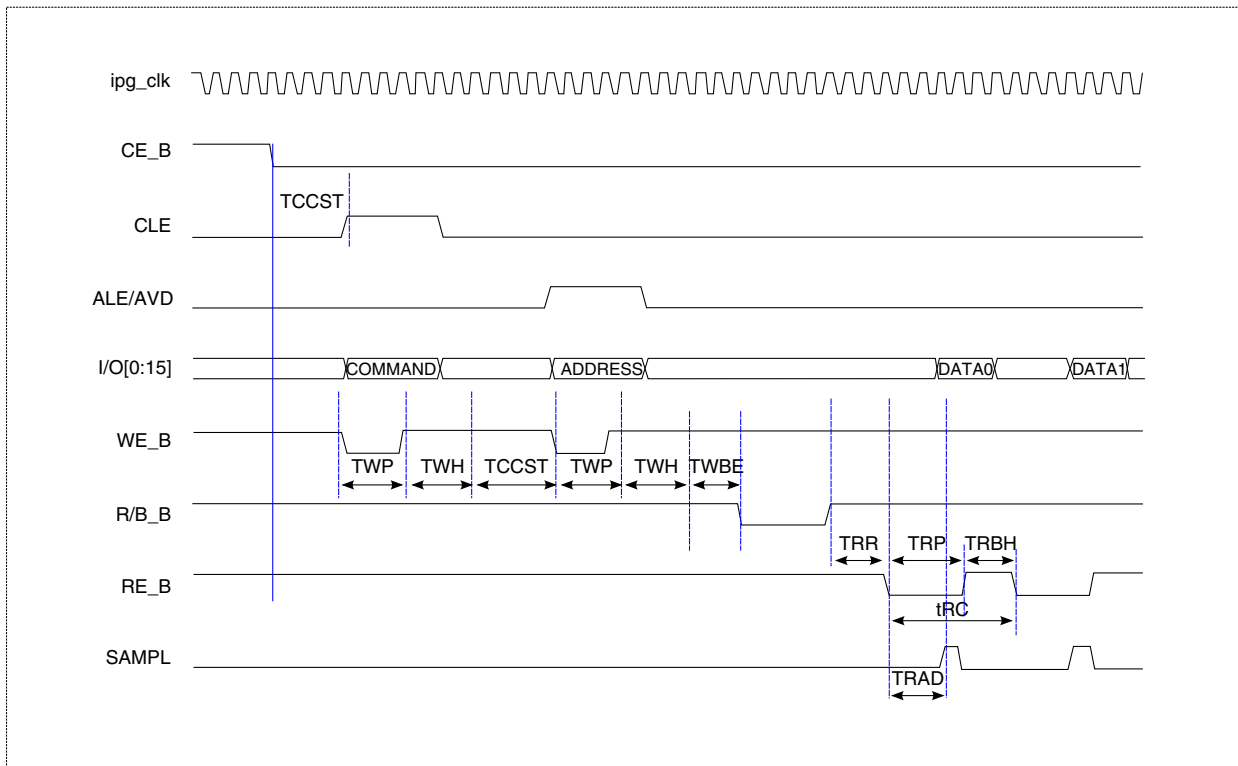 ipg_clk
CE_B
TCCST
CLE
ALE/AVD
I/O[0:15] COMMAND ADDRESS DATA0 DATA1
WE_B
TWP TWH TCCST TWP TWH TWBE
R/B_B
TRR TRP TRBH
RE_B
tRC
SAMPL
TRAD